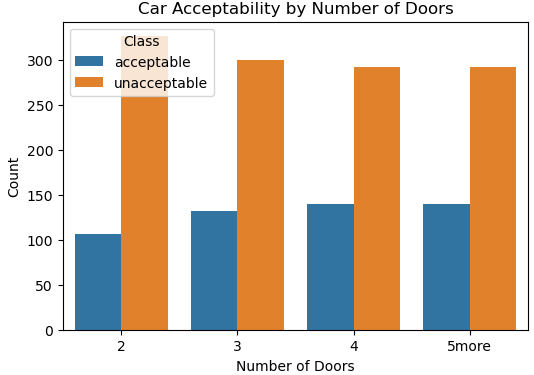 Car Acceptability by Number of Doors
Class
acceptable
unacceptable
300
250
200
150
100
50
0
Count
2 3 4 5more
Number of Doors